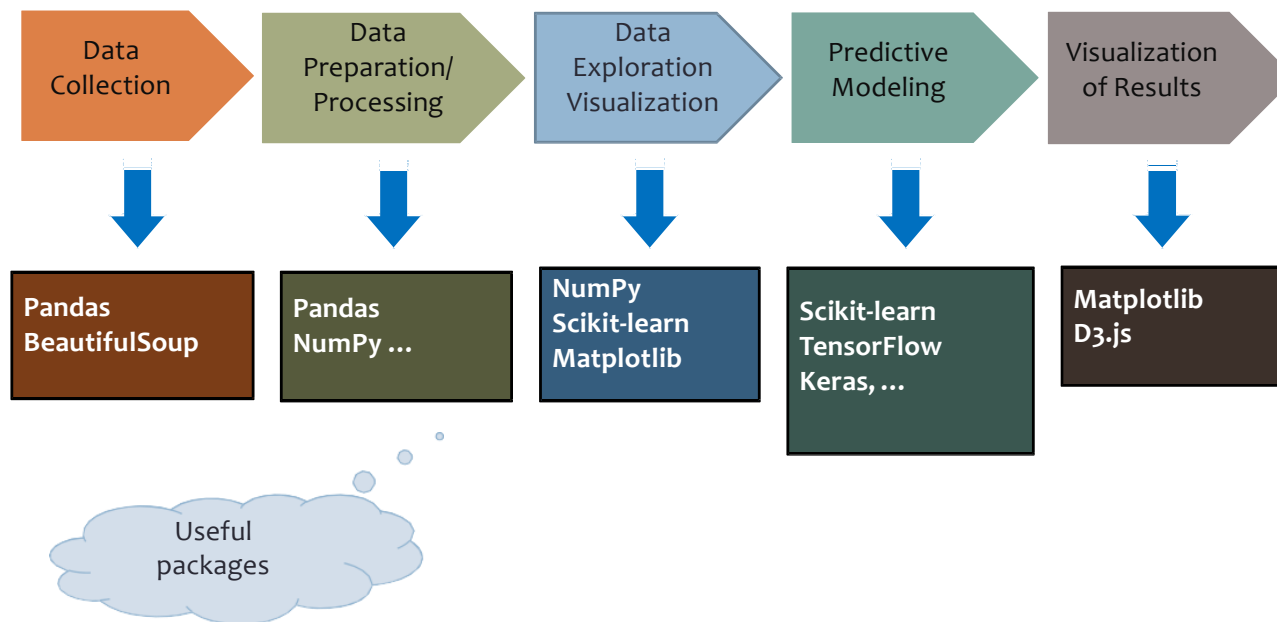 Data
Collection
Data
Preparation/
Processing
Data
Exploration
Visualization
Predictive
Modeling
Visualization
of Results
Pandas
BeautifulSoup
Pandas
NumPy ...
NumPy
Scikit-learn
Matplotlib
Scikit-learn
TensorFlow
Keras, ...
Matplotlib
D3.js
Useful
packages